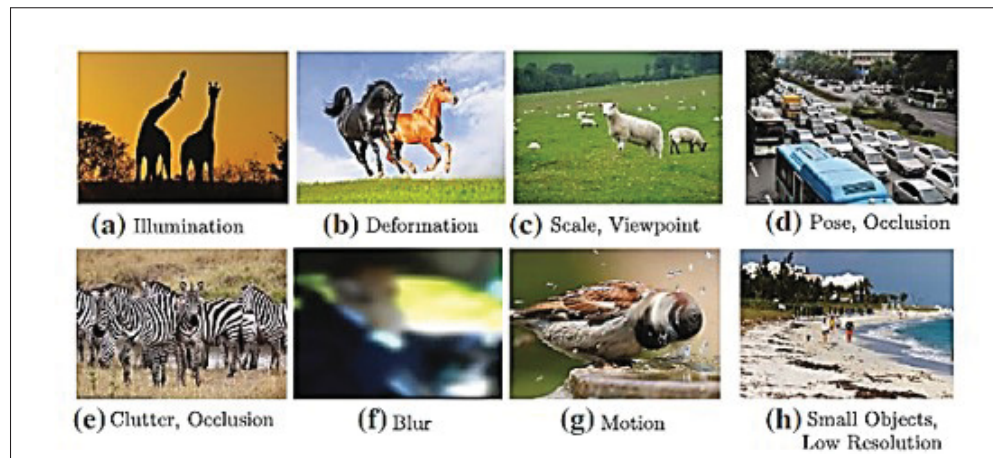 (a) Illumination
(b) Deformation
(c) Scale, Viewpoint
(d) Pose, Occlusion
(e) Clutter, Occlusion
(f) Blur
(g) Motion
(h) Small Objects,
Low Resolution